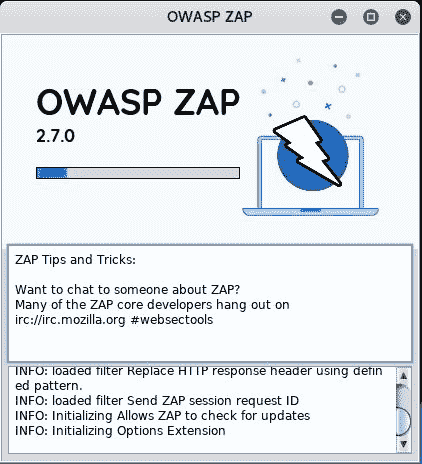 OWASP ZAP
OWASP ZAP
2.7.0
ZAP Tips and Tricks:
Want to chat to someone about ZAP?
Many of the ZAP core developers hang out on
irc://irc.mozilla.org #websectools
INFO: loaded filter Replace HTTP response header using defin
ed pattern.
INFO: loaded filter Send ZAP session request ID
INFO: Initializing Allows ZAP to check for updates
INFO: Initializing Options Extension